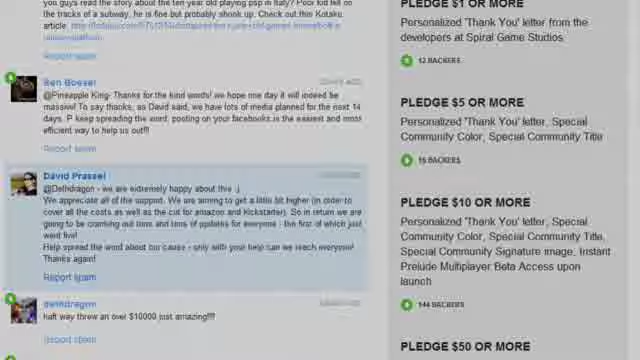 you guys read the story about the ten year old playing psp in Italy? Poor kid fell on
the tracks of a subway, he is fine but probably shook up. Check out this Kotaku
article:
Report spam
Ben Boesel
@Pineapple King- Thanks for the kind words! we hope one day it will indeed be
massive! To say thanks, as David said, we have lots of media planned for the next 14
days. P keep spreading the word, posting on your facebooks is the easiest and most
efficient way to help us out!!!
Report spam
David Prassel
@Dethdragon - we are extremely happy about this :)
We appreciate all of the support. We are aiming to get a little bit higher (in order to
cover all the costs as well as the cut for amazon and Kickstarter). So in return we are
going to be cranking out tons and tons of updates for everyone - the first of which just
went live!
Help spread the word about our cause - only with your help can we reach everyone!
Thanks again!
Report spam
dethdragon
haft way threw an over $10000 just amazing!!!!
Report spam
PLEDGE $1 OR MORE
Personalized 'Thank You' letter from the
developers at Spiral Game Studios.
12 BACKERS
PLEDGE $5 OR MORE
Personalized 'Thank You' letter, Special
Community Color, Special Community Title
16 BACKERS
PLEDGE $10 OR MORE
Personalized 'Thank You' letter, Special
Community Color, Special Community Title,
Special Community Signature image, Instant
Prelude Multiplayer Beta Access upon
launch
144 BACKERS
PLEDGE $50 OR MORE